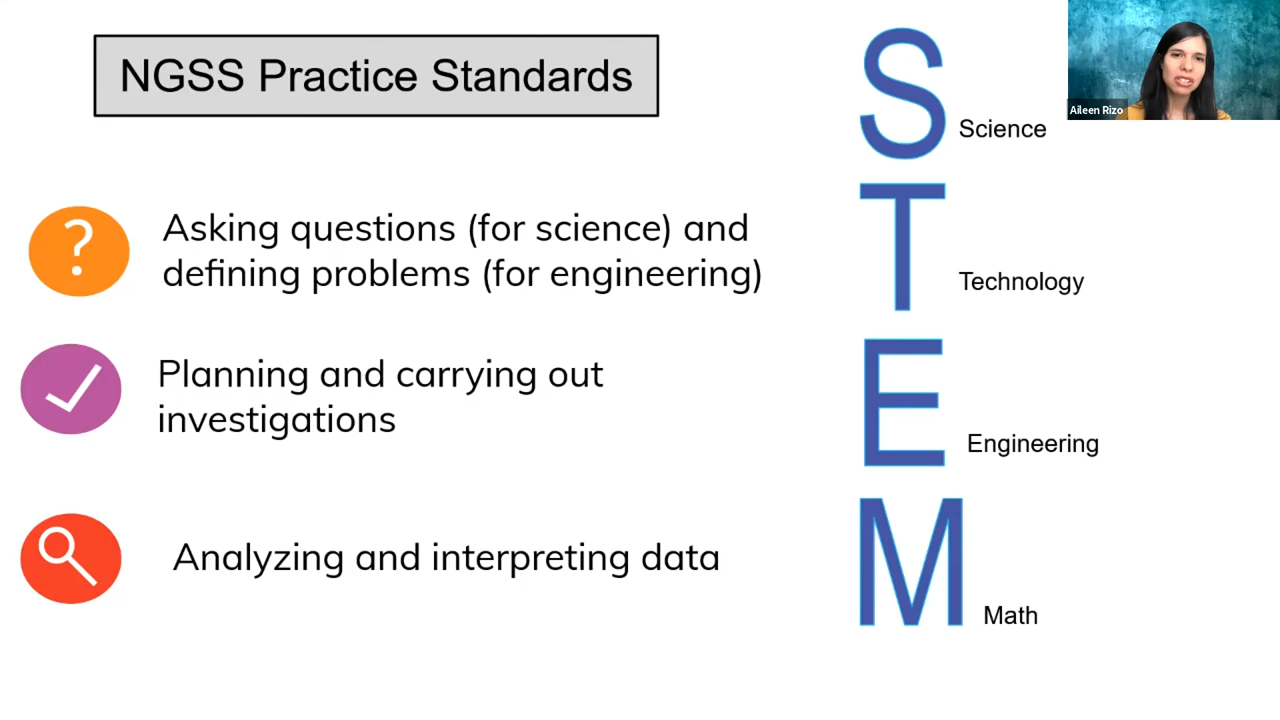 NGSS Practice Standards
?
Asking questions (for science) and
defining problems (for engineering)
Planning and carrying out
investigations
Analyzing and interpreting data
S
Science
T
Technology
E
Engineering
M
Math
Aileen Rizo